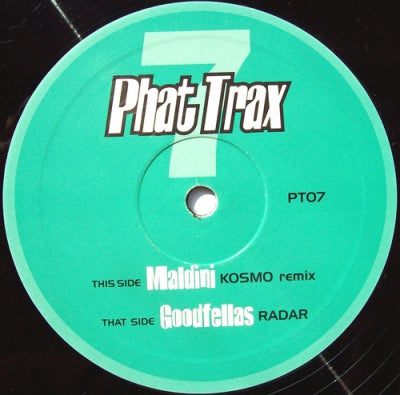 7
Phat Trax
PT07
THIS SIDE Maldini KOSMO remix
THAT SIDE Goodfellas RADAR